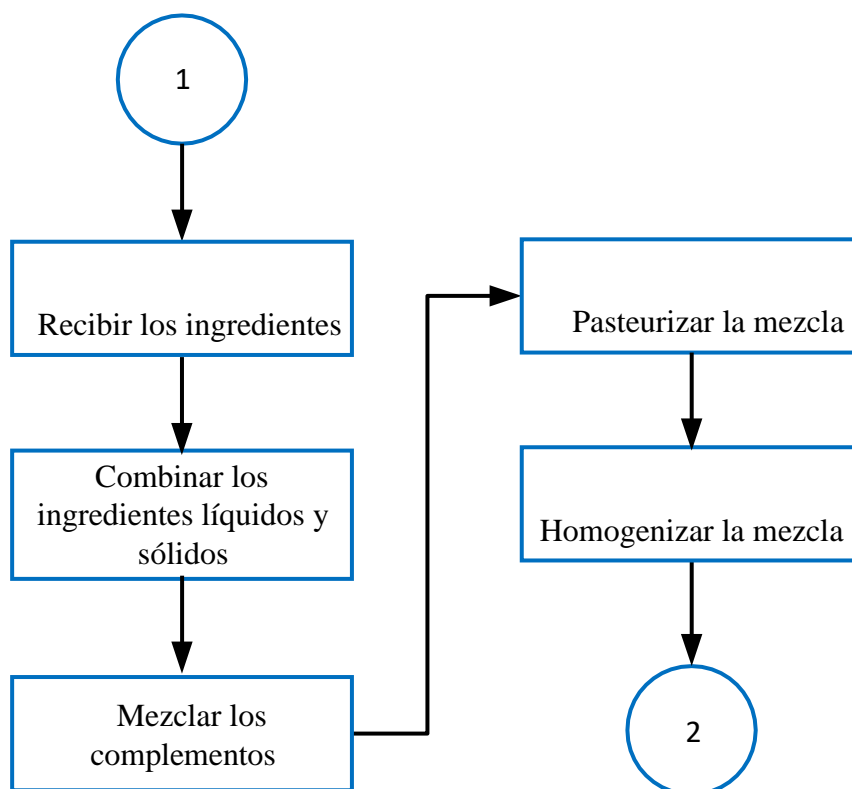 1
Recibir los ingredientes
Combinar los
ingredientes líquidos y
sólidos
Mezclar los
complementos
Pasteurizar la mezcla
Homogenizar la mezcla
2